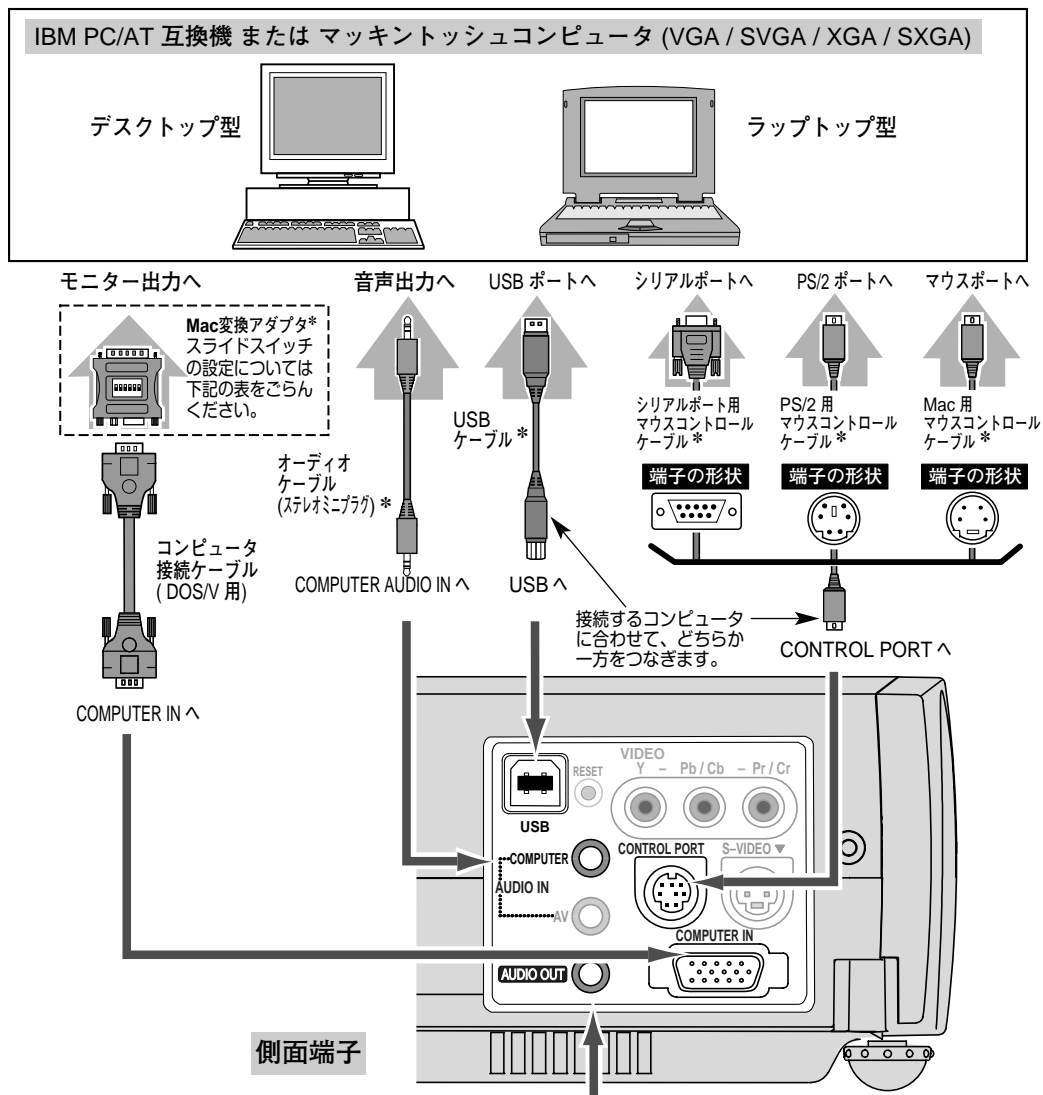 IBM PC/AT 互換機 または マッキントッシュコンピュータ (VGA / SVGA / XGA / SXGA)
デスクトップ型
ラップトップ型
モニター出力へ
音声出力へ
USB ポートへ
シリアルポートへ
PS/2 ポートへ
マウスポートへ
Mac変換アダプタ*
スライドスイッチ
の設定については
下記の表をごらん
ください。
USB
ケーブル*
シリアルポート用
マウスコントロール
ケーブル*
PS/2 用
マウスコントロール
ケーブル*
Mac 用
マウスコントロール
ケーブル*
オーディオ
ケーブル
(ステレオミニプラグ) *
端子の形状
端子の形状
端子の形状
コンピュータ
接続ケーブル
( DOS/V 用)
COMPUTER AUDIO IN へ
USB へ
接続するコンピュータ
に合わせて、どちらか
一方をつなぎます。
CONTROL PORT へ
COMPUTER IN へ
VIDEO
Y – Pb / Cb – Pr / Cr
RESET
USB
CONTROL PORT
S–VIDEO ▼
COMPUTER
AUDIO IN
AV
COMPUTER IN
AUDIO OUT
側面端子